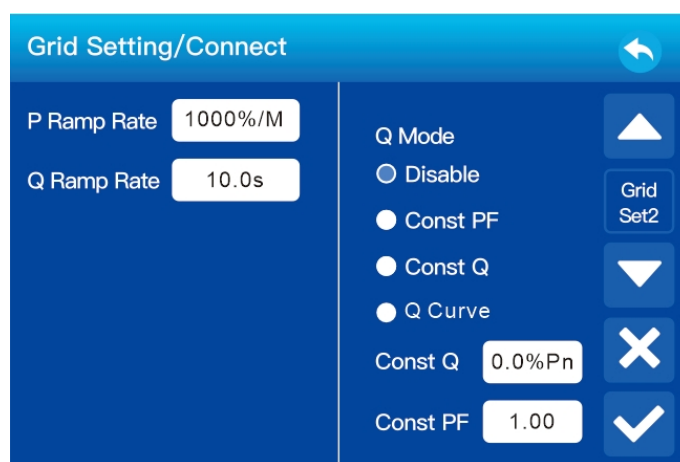 Grid Setting/Connect
P Ramp Rate 1000%/M
Q Ramp Rate 10.0s
Q Mode
Disable
Const PF
Const Q
Q Curve
Const Q 0.0%Pn
Const PF 1.00
Grid
Set2